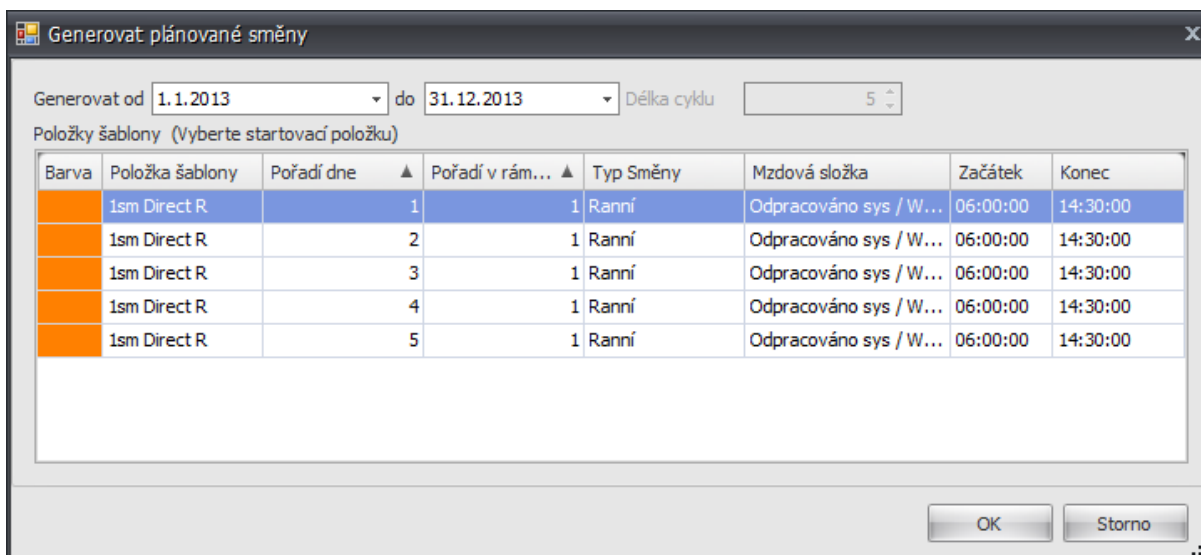 Generovat plánované směny x
Generovat od 1.1.2013 do 31.12.2013 Délka cyklu 5
Položky šablony (Vyberte startovací položku)
Barva Položka šablony Pořadí dne Pořadí v rám... Typ Směny Mzdová složka Začátek Konec
1sm Direct R 1 1 Ranní Odpracováno sys / W... 06:00:00 14:30:00
1sm Direct R 2 1 Ranní Odpracováno sys / W... 06:00:00 14:30:00
1sm Direct R 3 1 Ranní Odpracováno sys / W... 06:00:00 14:30:00
1sm Direct R 4 1 Ranní Odpracováno sys / W... 06:00:00 14:30:00
1sm Direct R 5 1 Ranní Odpracováno sys / W... 06:00:00 14:30:00
OK Storno